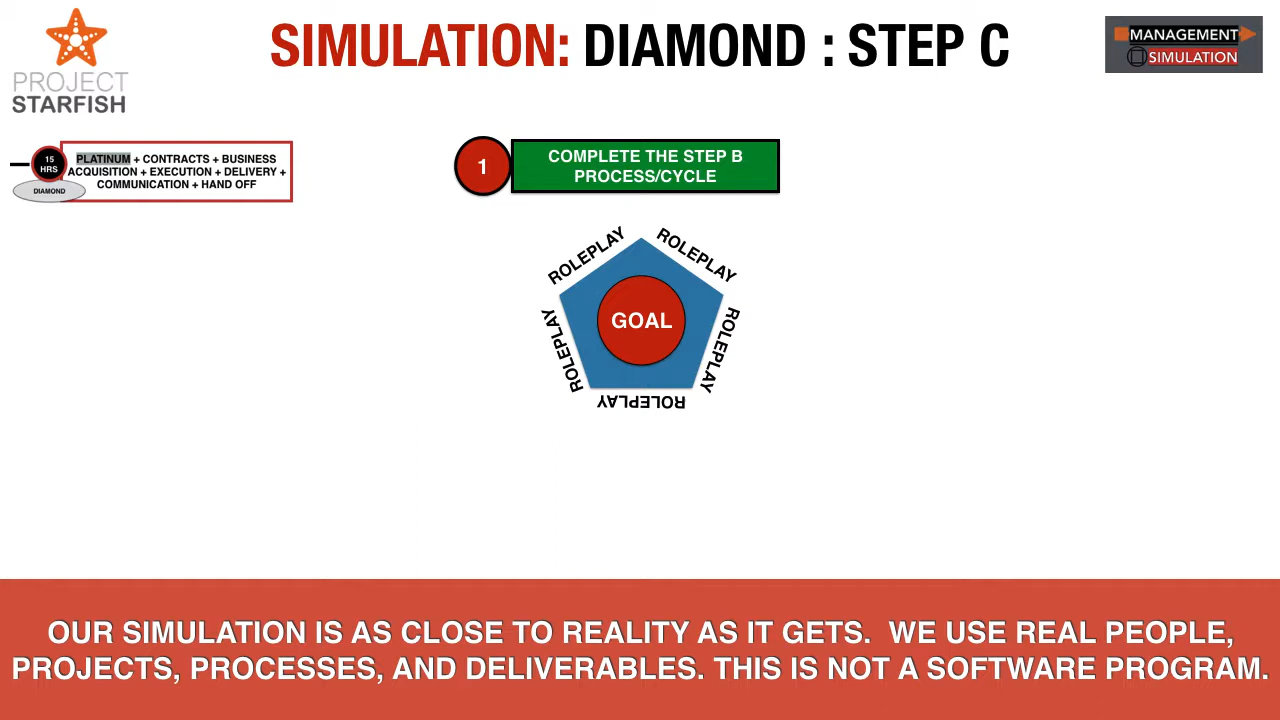 SIMULATION: DIAMOND : STEP C
PROJECT
STARFISH
MANAGEMENT
SIMULATION
15
HRS
DIAMOND
PLATINUM + CONTRACTS + BUSINESS
ACQUISITION + EXECUTION + DELIVERY +
COMMUNICATION + HAND OFF
1
COMPLETE THE STEP B
PROCESS/CYCLE
ROLEPLAY
ROLEPLAY
ROLEPLAY
ROLEPLAY
ROLEPLAY
GOAL
OUR SIMULATION IS AS CLOSE TO REALITY AS IT GETS. WE USE REAL PEOPLE,
PROJECTS, PROCESSES, AND DELIVERABLES. THIS IS NOT A SOFTWARE PROGRAM.